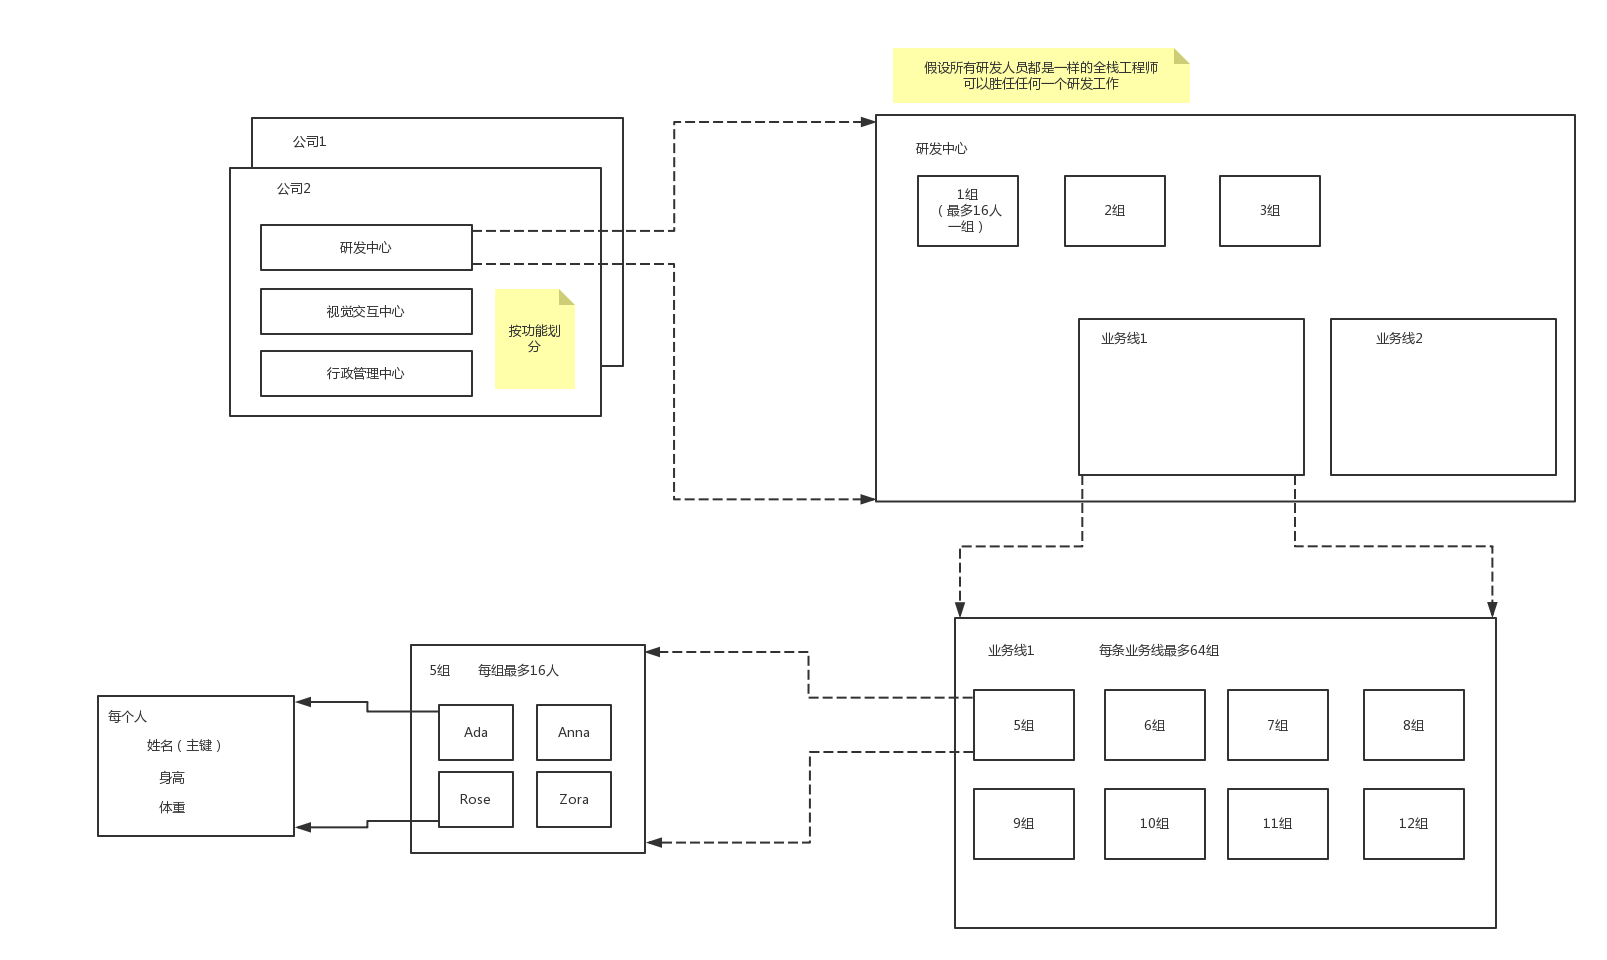 假设所有研发人员都是一样的全栈工程师
可以胜任任何一个研发工作
公司1
公司2
研发中心
视觉交互中心
行政管理中心
按功能划
分
研发中心
1组
（最多16人
一组）
2组
3组
业务线1
业务线2
业务线1
每条业务线最多64组
5组
6组
7组
8组
9组
10组
11组
12组
5组
每组最多16人
Ada
Anna
Rose
Zora
每个人
姓名（主键）
身高
体重